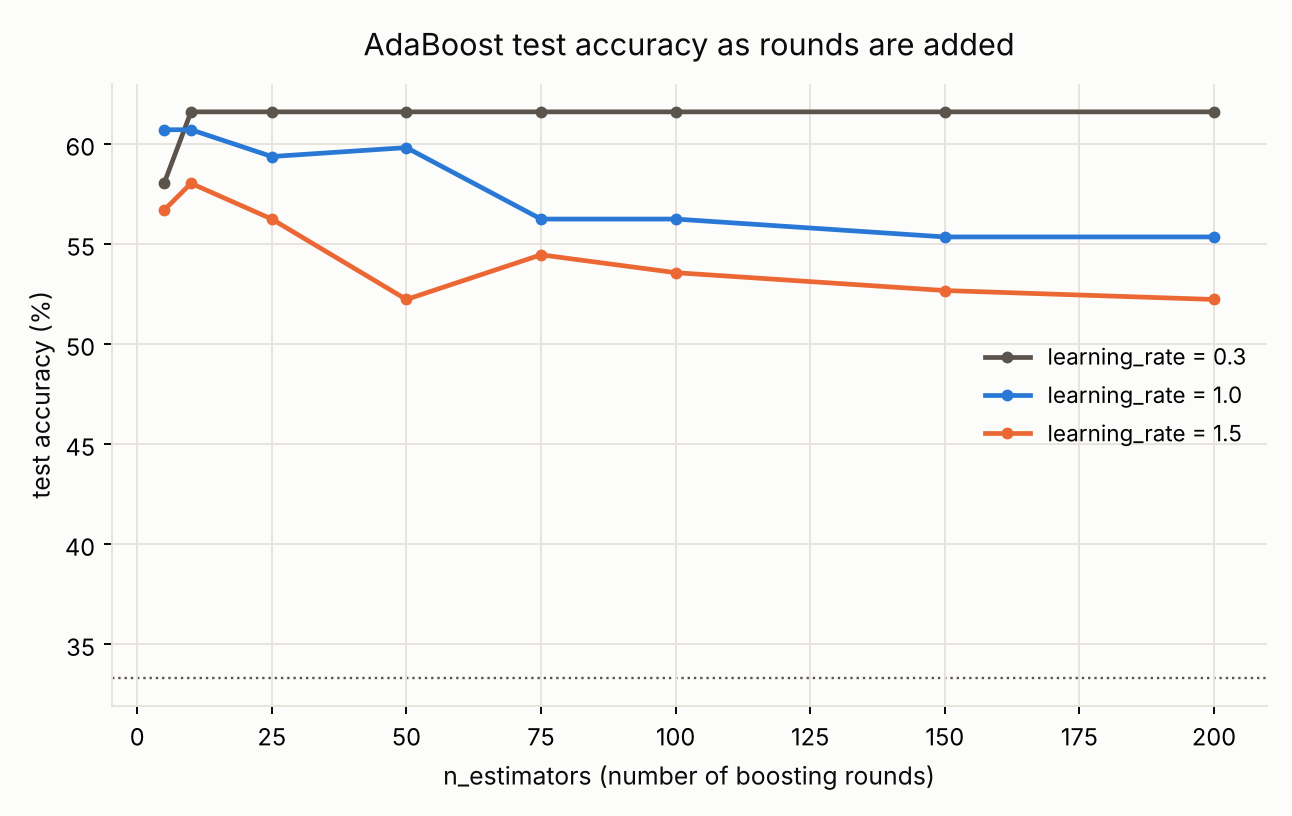 AdaBoost test accuracy as rounds are added
test accuracy (%)
60
55
50
45
40
35
learning_rate = 0.3
learning_rate = 1.0
learning_rate = 1.5
0 25 50 75 100 125 150 175 200
n_estimators (number of boosting rounds)